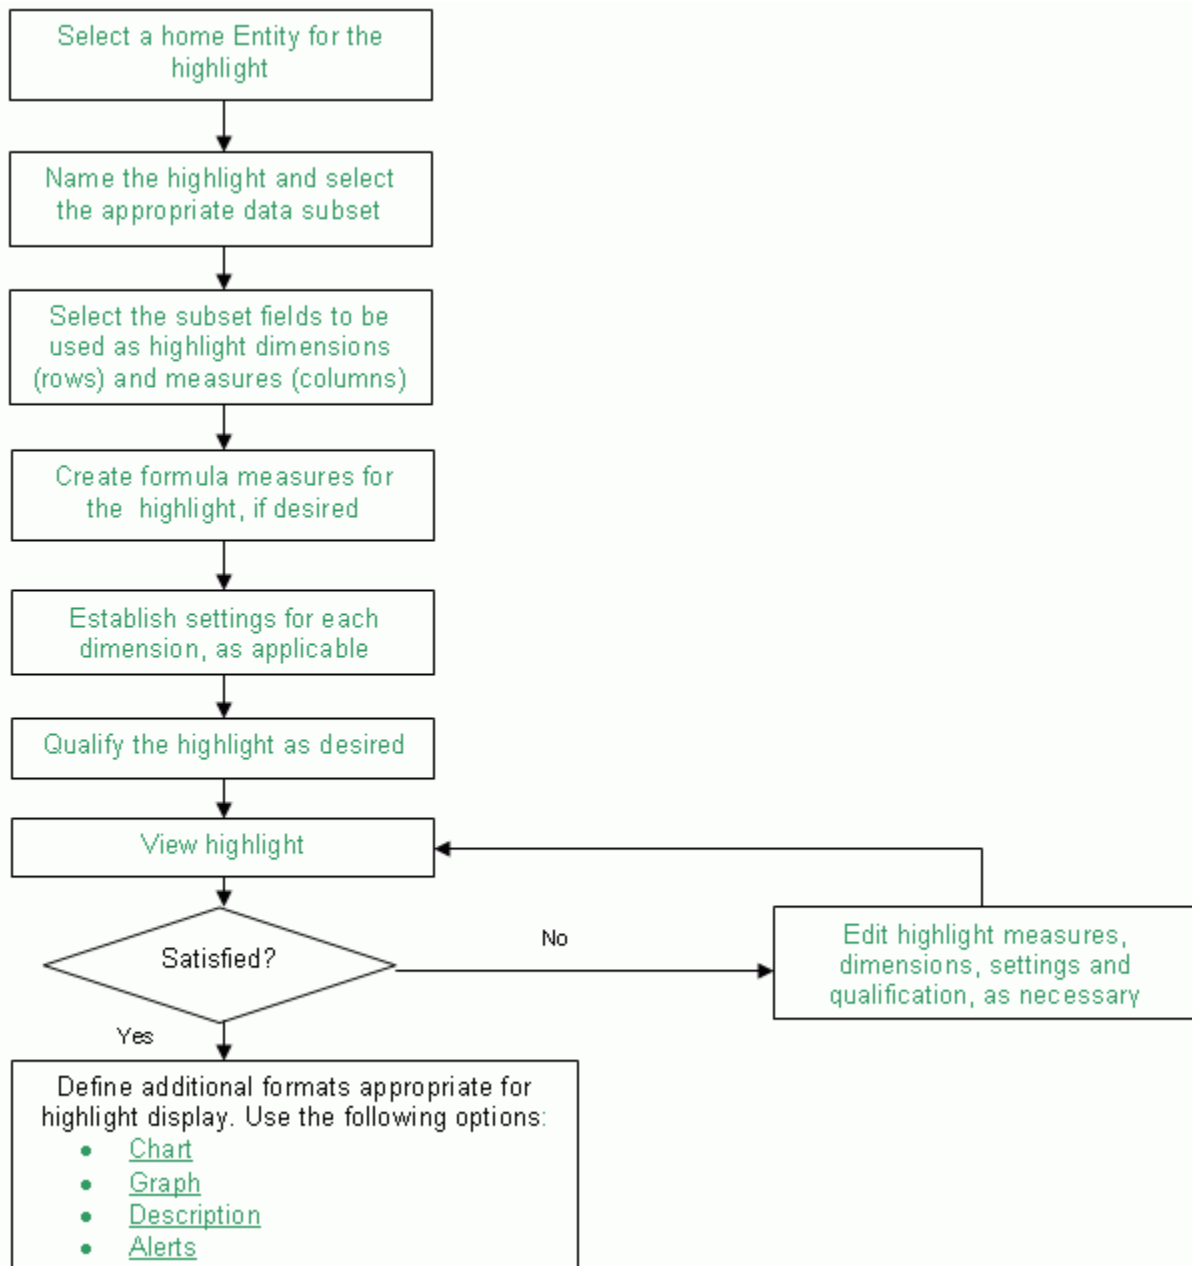 Select a home Entity for the
highlight
Name the highlight and select
the appropriate data subset
Select the subset fields to be
used as highlight dimensions
(rows) and measures (columns)
Create formula measures for
the highlight, if desired
Establish settings for each
dimension, as applicable
Qualify the highlight as desired
View highlight
Satisfied?
No
Edit highlight measures,
dimensions, settings and
qualification, as necessary
Yes
Define additional formats appropriate for
highlight display. Use the following options:
• Chart
• Graph
• Description
• Alerts